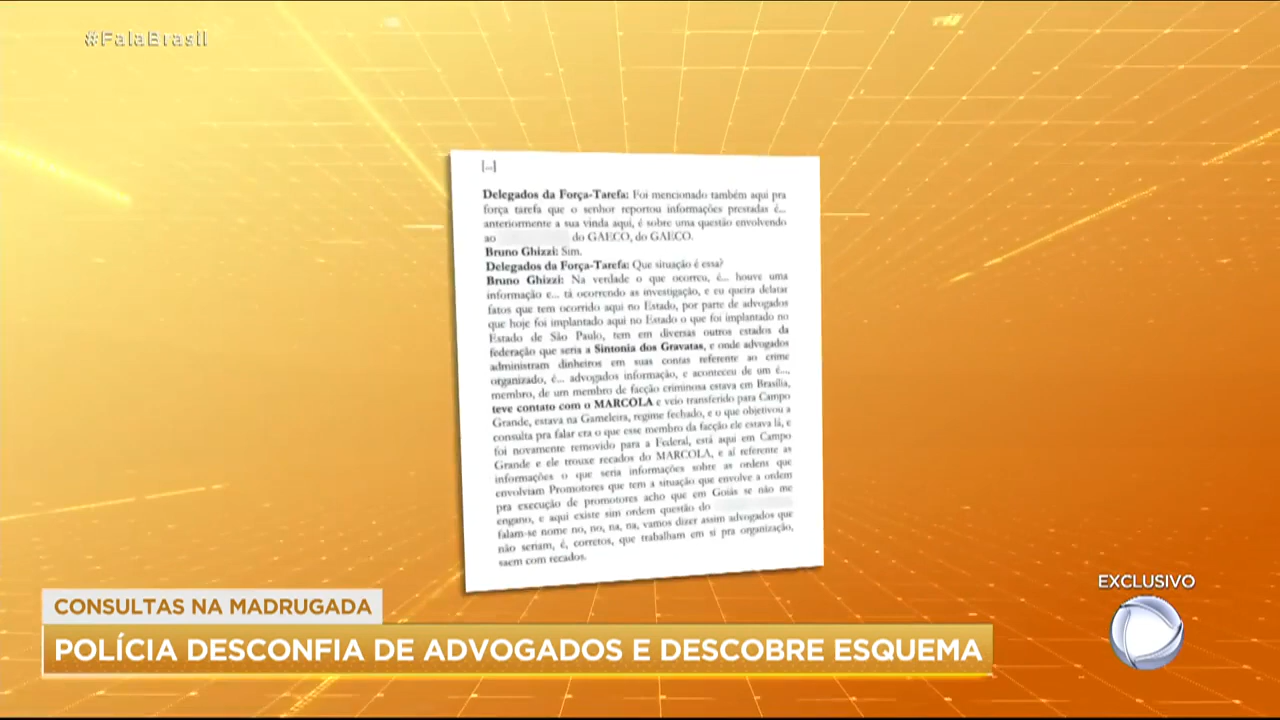 #FalaBrasil
[...]
Delegados da Força-Tarefa: Foi mencionado também aqui pra
força tarefa que o senhor reportou informações prestadas é...
anteriormente a sua vinda aqui, é sobre uma questão envolvendo
ao do GAECO, do GAECO.
Bruno Ghizzi: Sim.
Delegados da Força-Tarefa: Que situação é essa?
Bruno Ghizzi: Na verdade o que ocorreu, é... houve uma
informação e... tá ocorrendo as investigação, e eu queira delatar
fatos que tem ocorrido aqui no Estado, por parte de advogados
que hoje foi implantado aqui no Estado o que foi implantado no
Estado de São Paulo, tem em diversas outros estados da
federação que seria a Sintonia dos Gravatas, e onde advogados
administram dinheiros em suas contas referente ao crime
organizado, é... advogados informação, e aconteceu de um é...,
membro, de um membro de facção criminosa estava em Brasília,
teve contato com o MARCOLA e veio transferido para Campo
Grande, estava na Gameleira, regime fechado, e o que objetivou a
consulta pra falar era o que esse membro da facção ele estava lá, e
foi novamente removido para a Federal, está aqui em Campo
Grande e ele trouxe recados do MARCOLA, e aí referente as
informações o que seria informações sobre as ordens que
envolviam Promotores que tem a situação que envolve a ordem
pra execução de promotores acho que em Goiás se não me
engano, e aqui existe sim ordem questão do
falam-se nome no, no, na, na, vamos dizer assim advogados que
não seriam, é, corretos, que trabalham em si pra organização,
saem com recados.
CONSULTAS NA MADRUGADA
POLÍCIA DESCONFIA DE ADVOGADOS E DESCOBRE ESQUEMA
EXCLUSIVO